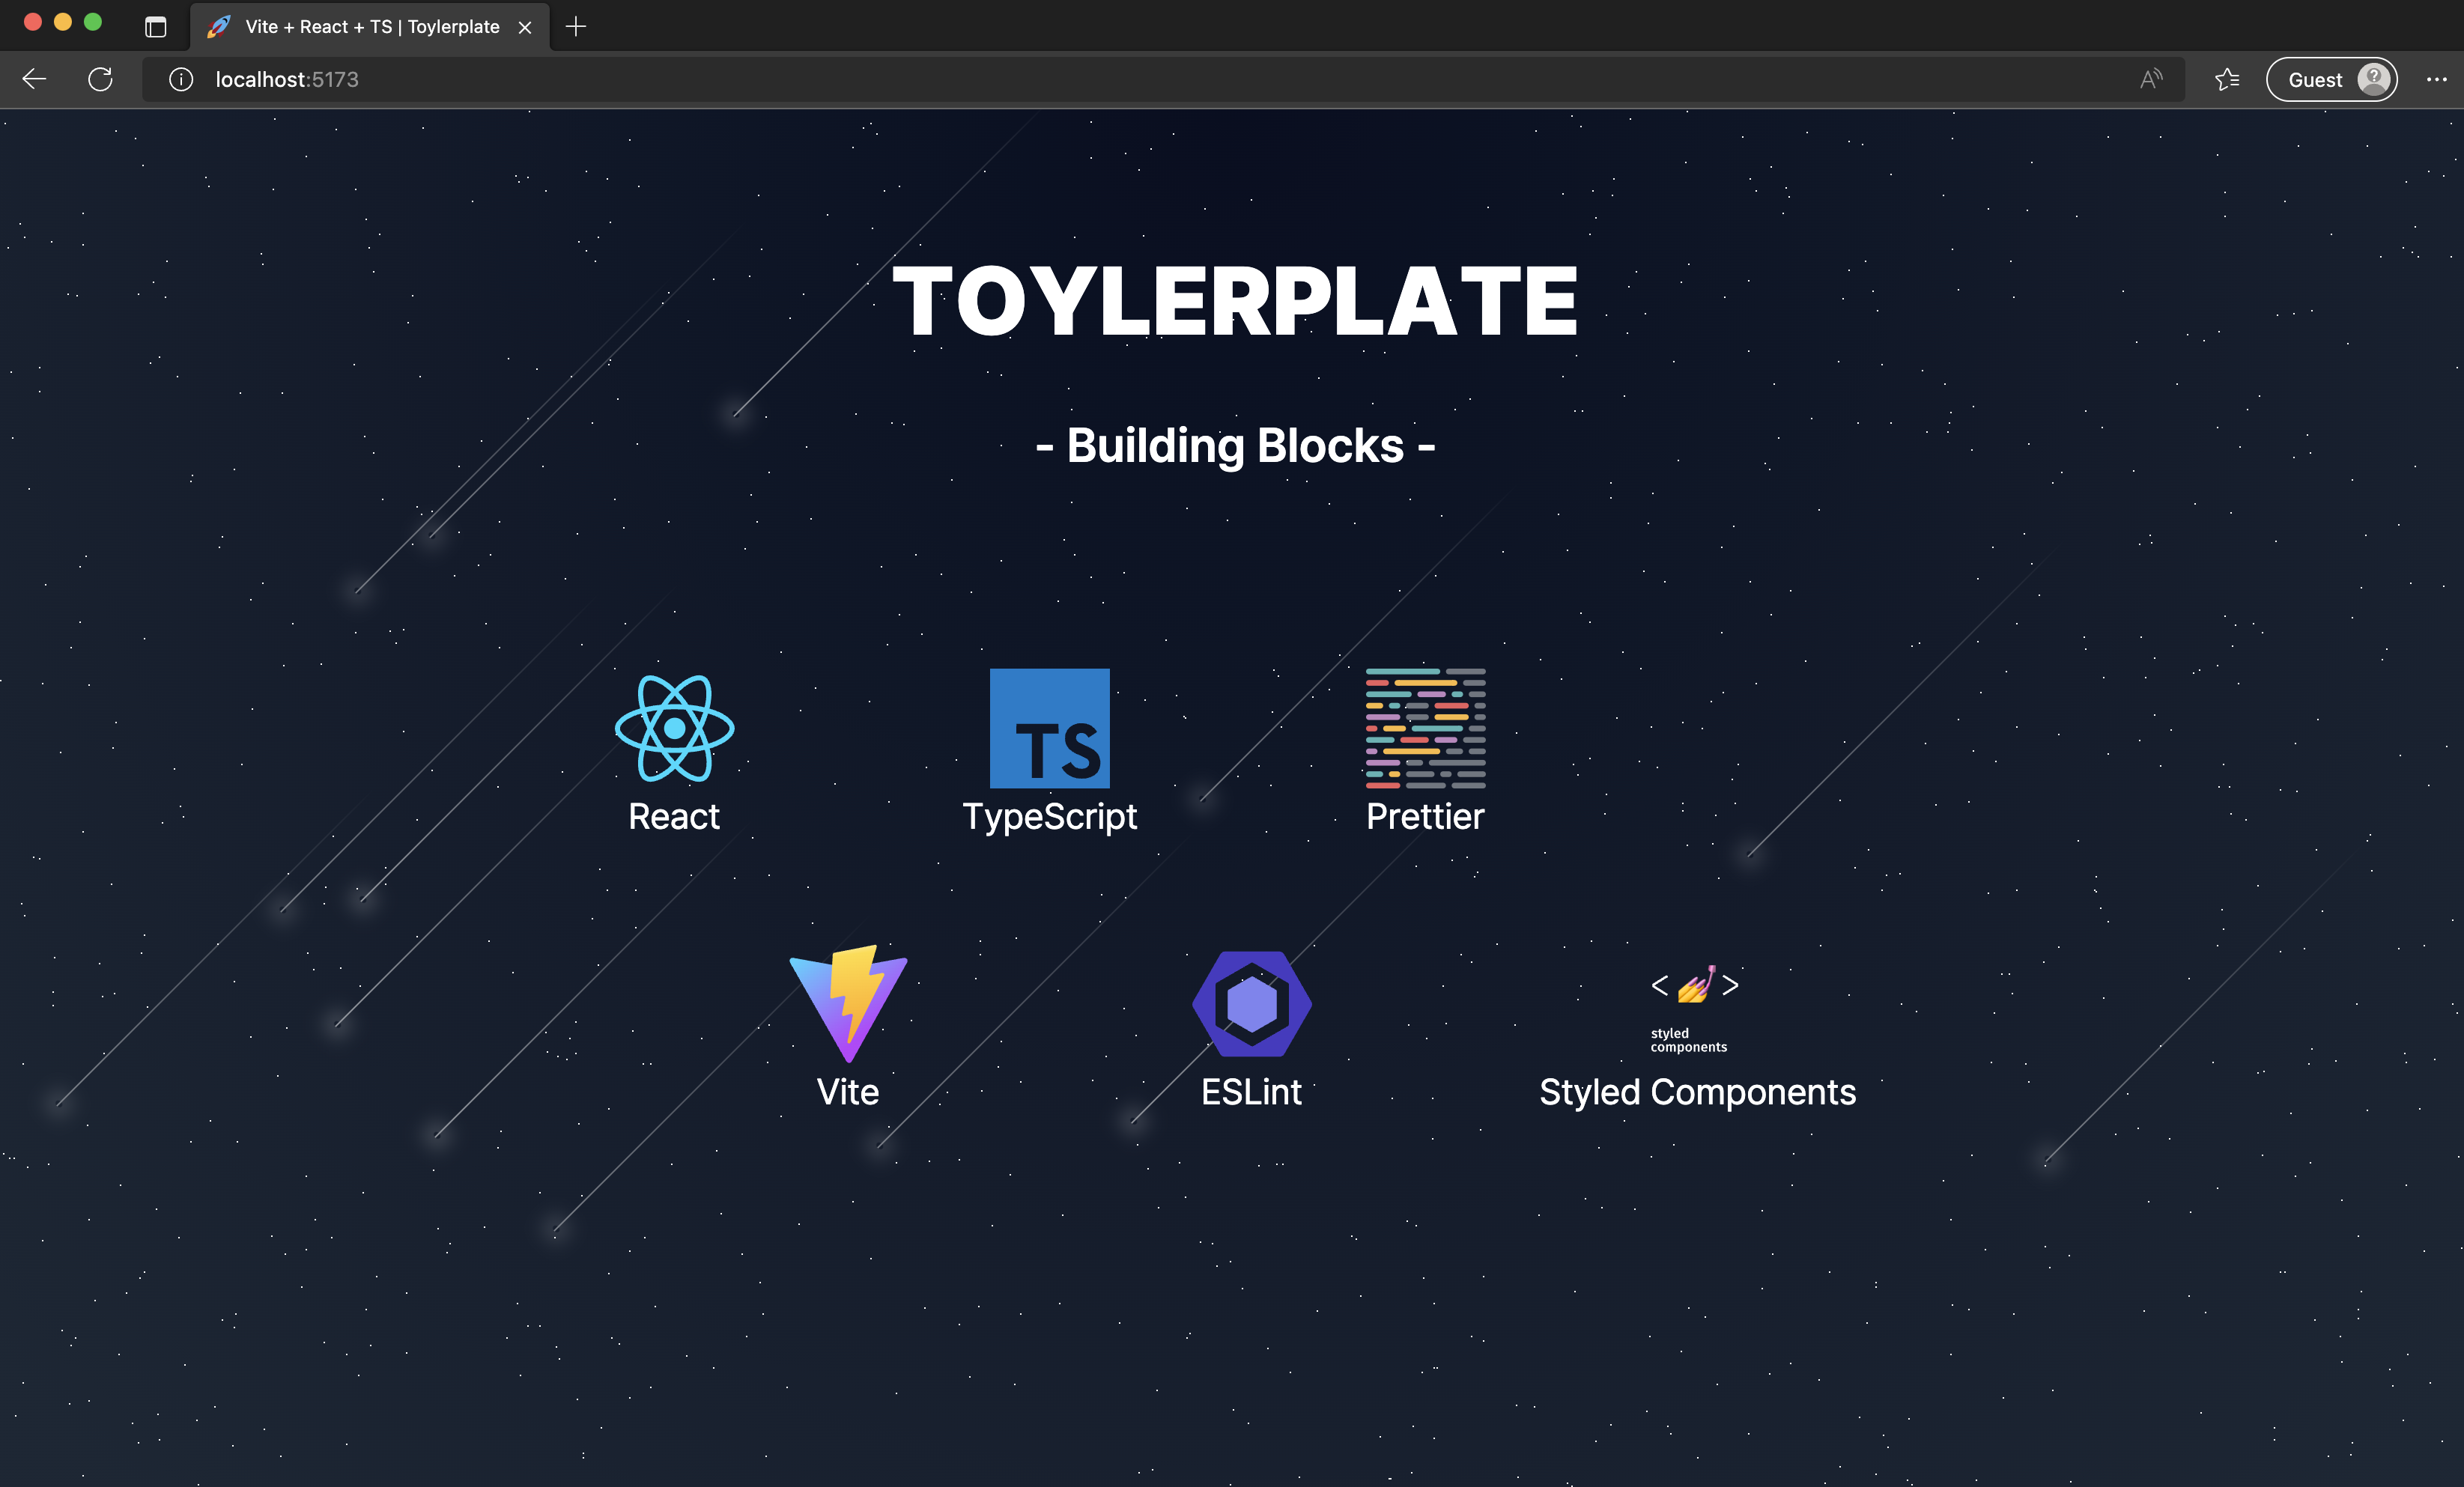 Vite + React + TS | Toylerplate
localhost:5173
Guest
TOYLERPLATE
- Building Blocks -
TS
React
TypeScript
Prettier
< >
styled
components
Vite
ESLint
Styled Components